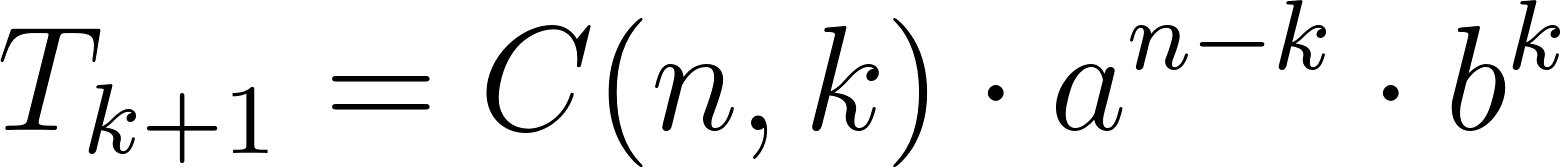 T_{k+1} = C(n, k) · a^{n−k} · b^k